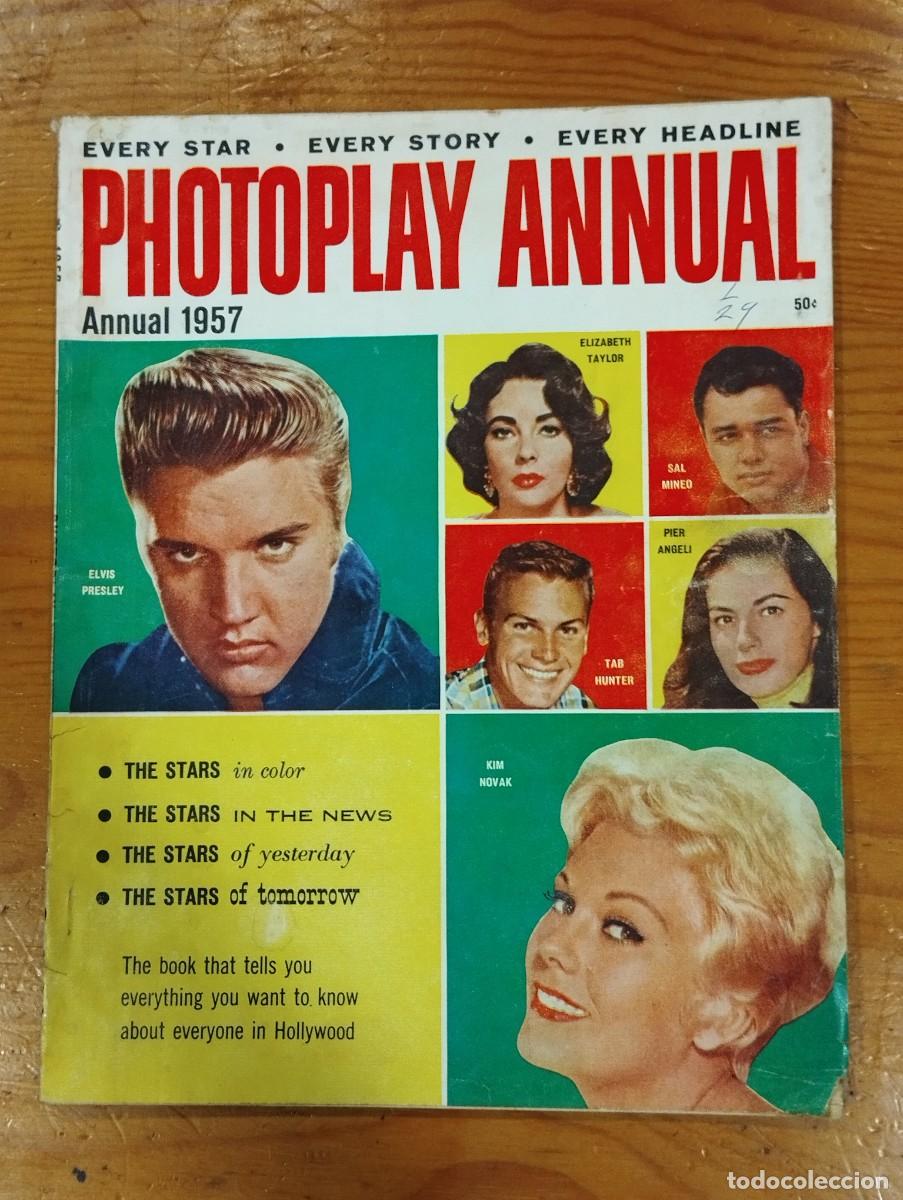 EVERY STAR • EVERY STORY • EVERY HEADLINE
PHOTOPLAY ANNUAL
Annual 1957
50¢
29
ELVIS
PRESLEY
ELIZABETH
TAYLOR
SAL
MINEO
TAB
HUNTER
PIER
ANGELI
• THE STARS in color
• THE STARS IN THE NEWS
• THE STARS of yesterday
• THE STARS of tomorrow
The book that tells you
everything you want to know
about everyone in Hollywood
KIM
NOVAK
todocoleccion